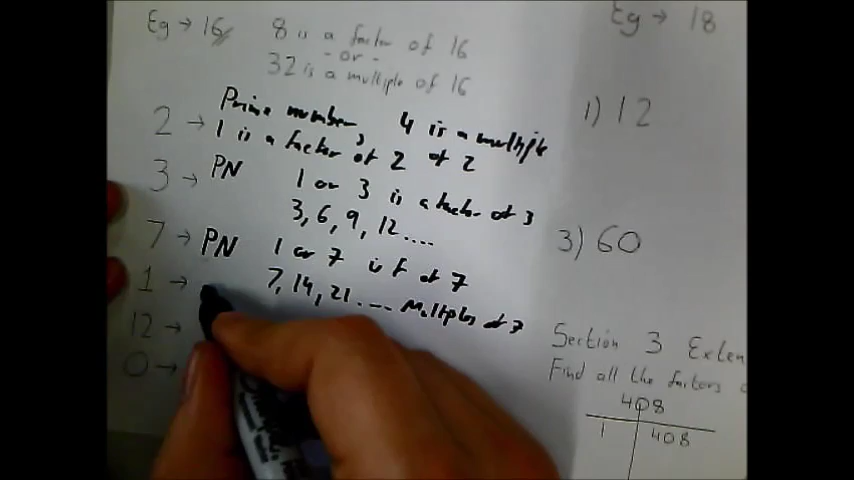 Eg → 16
8 is a factor of 16
- or -
32 is a multiple of 16
2 → Prime number, 4 is a multiple of 2
1 is a factor of 2
3 → PN 1 or 3 is a factor of 3
3, 6, 9, 12 ....
7 → PN 1 or 7 is f of 7
7, 14, 21 .... Multiples of 7
1 →
12 →
0 →
Eg → 18
1) 12
3) 60
Section 3 Exten
Find all the factors o
408
1 408